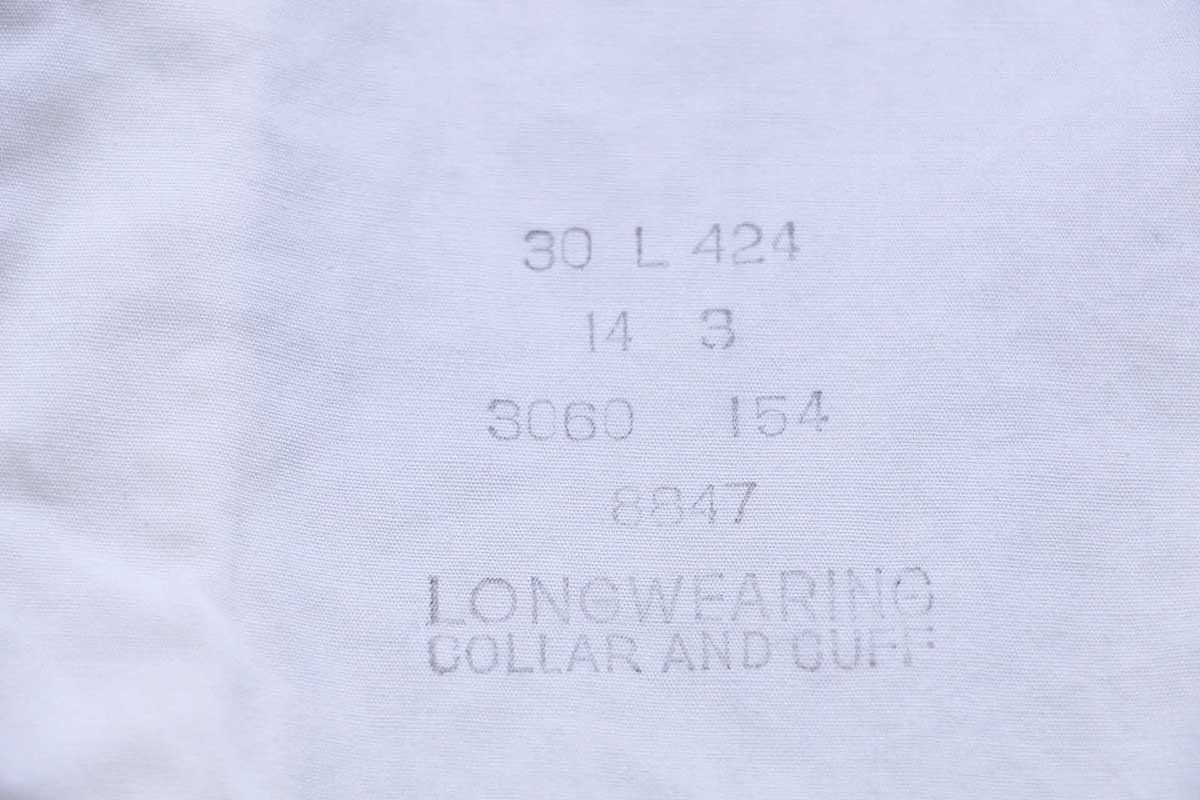 30 L 424
14 3
3060 154
8847
LONGWEARING
COLLAR AND CUFF